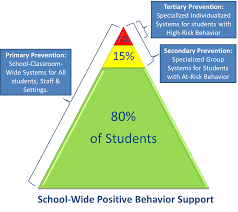 Tertiary Prevention:
Specialized Individualized
Systems for students with
High-Risk Behavior
Primary Prevention:
School-Classroom-
Wide Systems for All
students, Staff &
Settings.
Secondary Prevention:
Specialized Group
Systems for Students
with At-Risk Behavior
15%
80%
of Students
School-Wide Positive Behavior Support